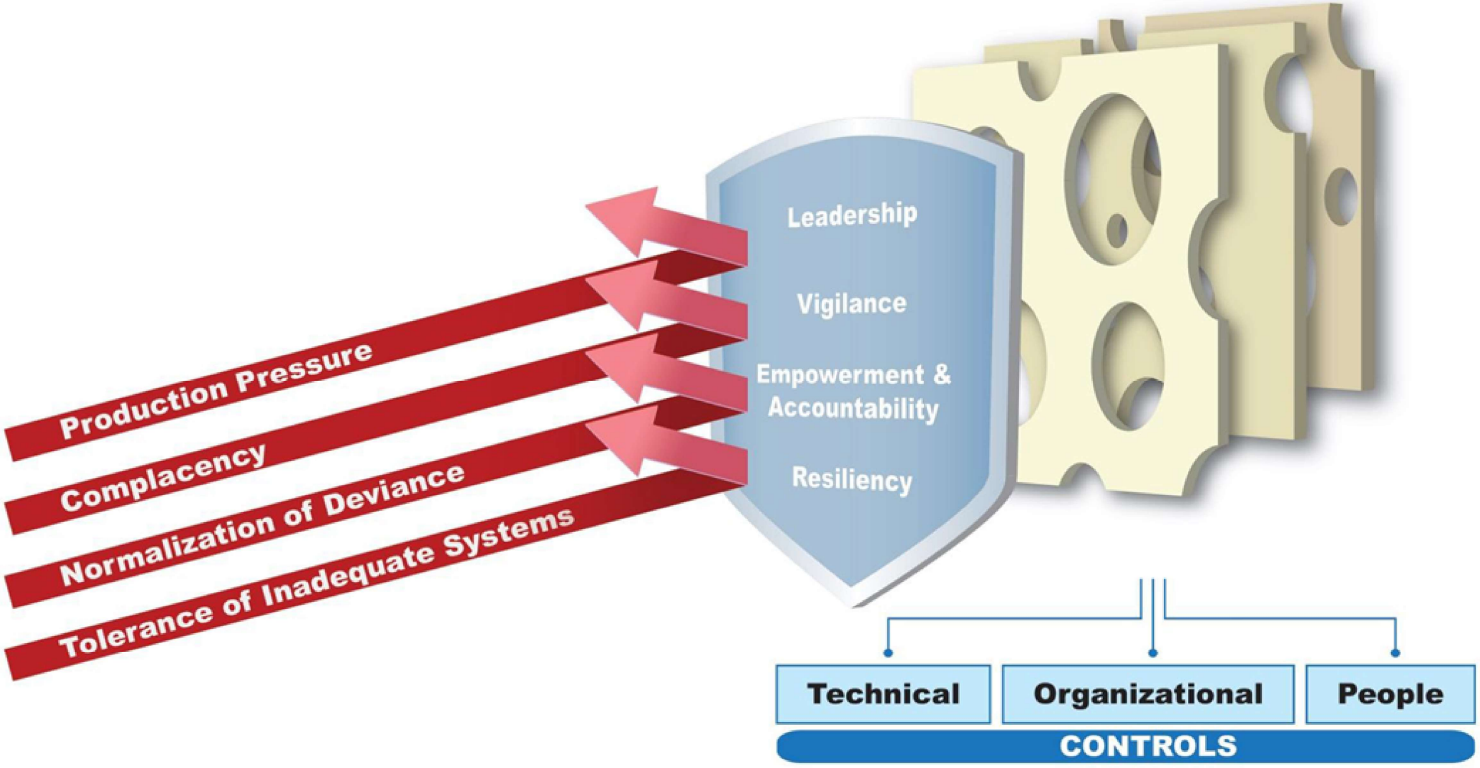 Production Pressure
Complacency
Normalization of Deviance
Tolerance of Inadequate Systems
Leadership
Vigilance
Empowerment &
Accountability
Resiliency
Technical
Organizational
People
CONTROLS